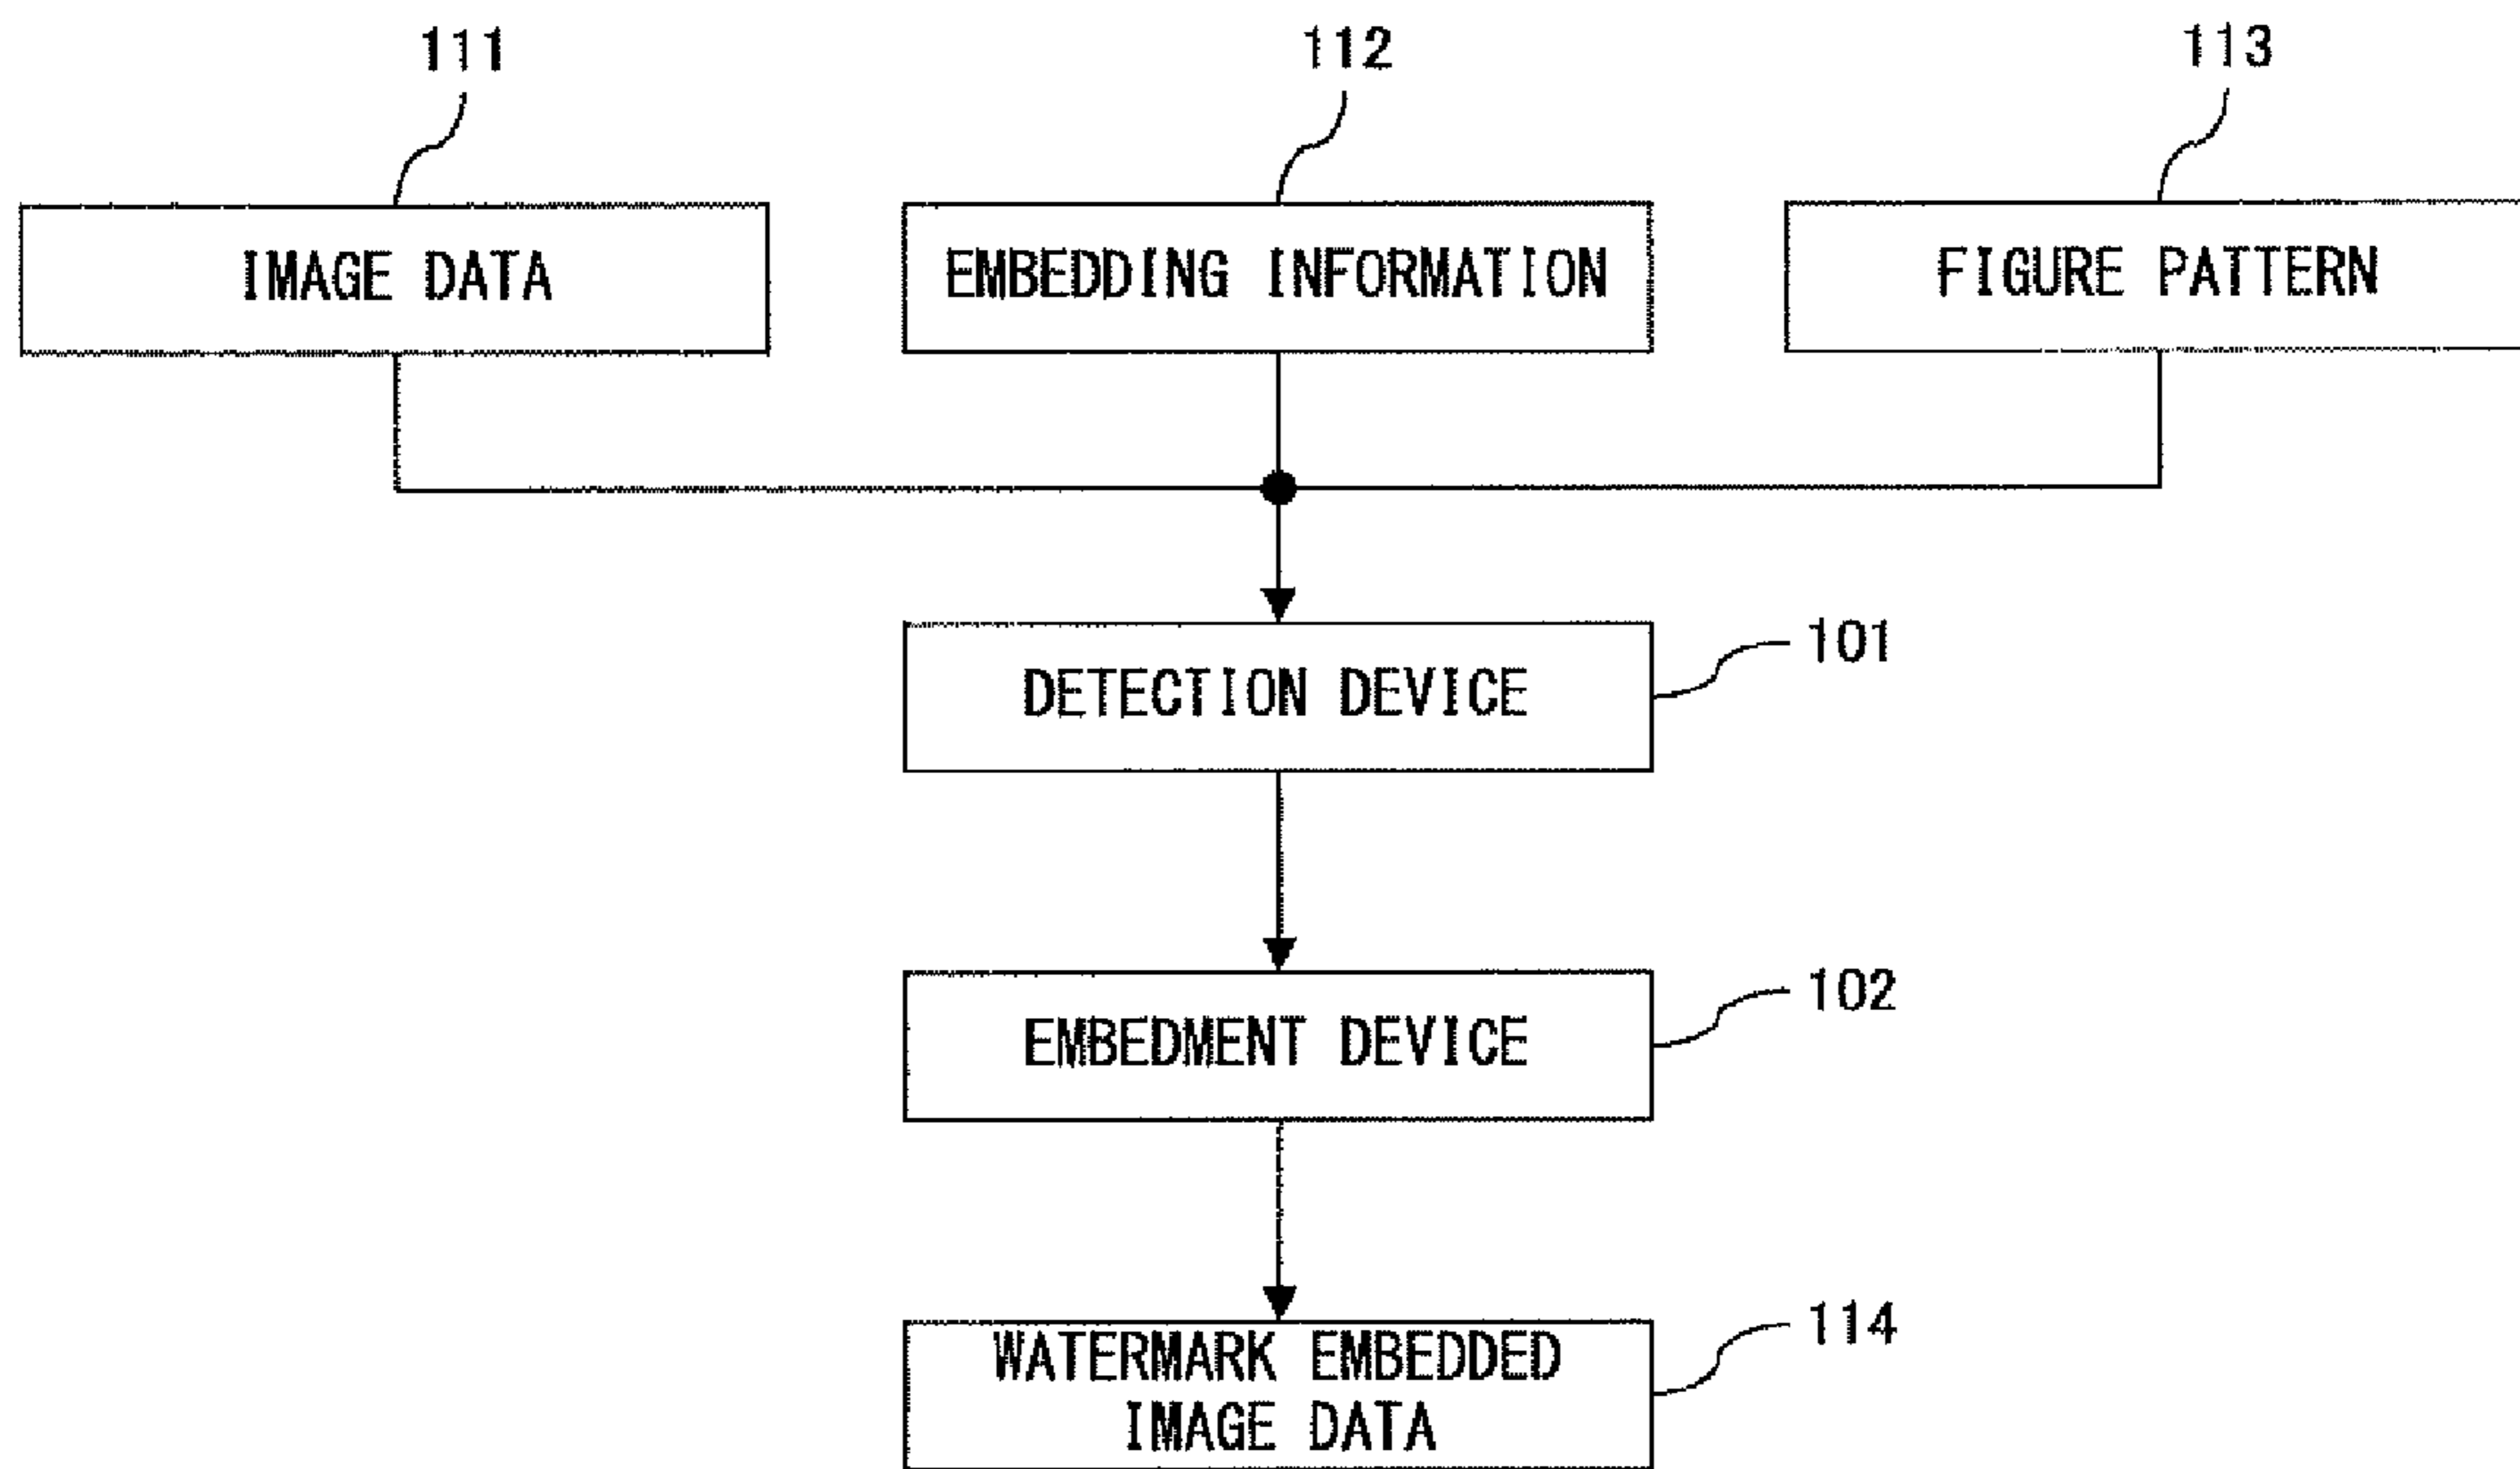 111
112
113
IMAGE DATA
EMBEDDING INFORMATION
FIGURE PATTERN
DETECTION DEVICE
101
EMBEDMENT DEVICE
102
WATERMARK EMBEDDED
IMAGE DATA
114